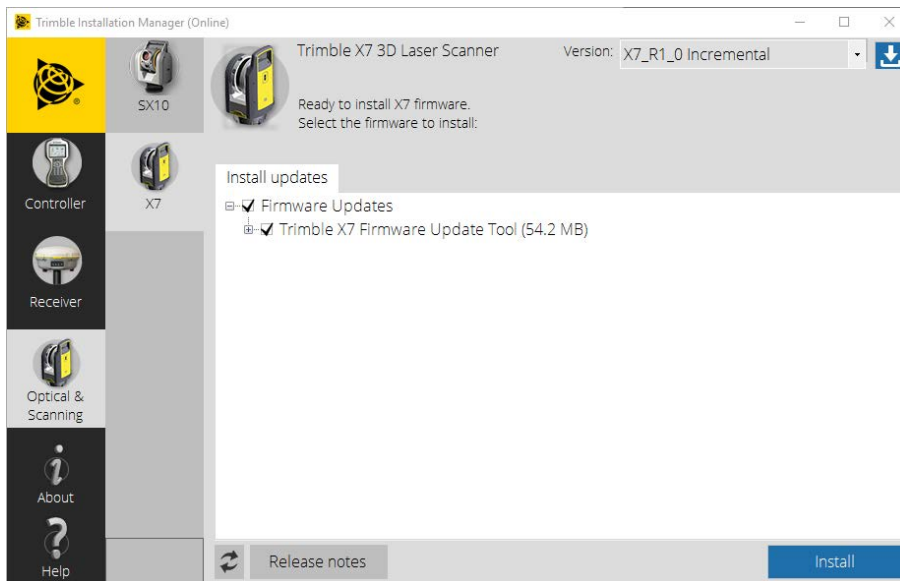 Trimble Installation Manager (Online)
Trimble X7 3D Laser Scanner
Version:
X7_R1_0 Incremental
SX10
Ready to install X7 firmware.
Select the firmware to install:
Controller
X7
Install updates
Firmware Updates
Trimble X7 Firmware Update Tool (54.2 MB)
Receiver
Optical &
Scanning
About
Help
Release notes
Install